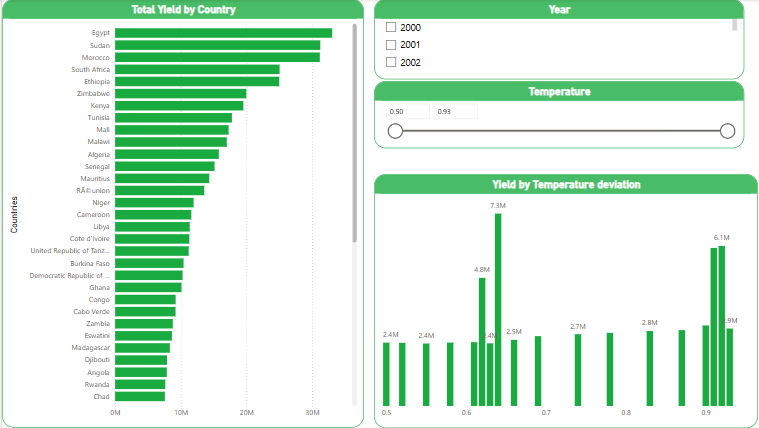 Total Yield by Country
Countries
Egypt
Sudan
Morocco
South Africa
Ethiopia
Zimbabwe
Kenya
Tunisia
Mali
Malawi
Algeria
Senegal
Mauritius
RÃ©union
Niger
Cameroon
Libya
Cote d'Ivoire
United Republic of Tanz...
Burkina Faso
Democratic Republic of ...
Ghana
Congo
Cabo Verde
Zambia
Eswatini
Madagascar
Djibouti
Angola
Rwanda
Chad
0M 10M 20M 30M
Year
2000
2001
2002
Temperature
0.50 0.93
Yield by Temperature deviation
7.3M
6.1M
4.8M
2.4M 2.4M .4M 2.5M 2.7M 2.8M .9M
0.5 0.6 0.7 0.8 0.9